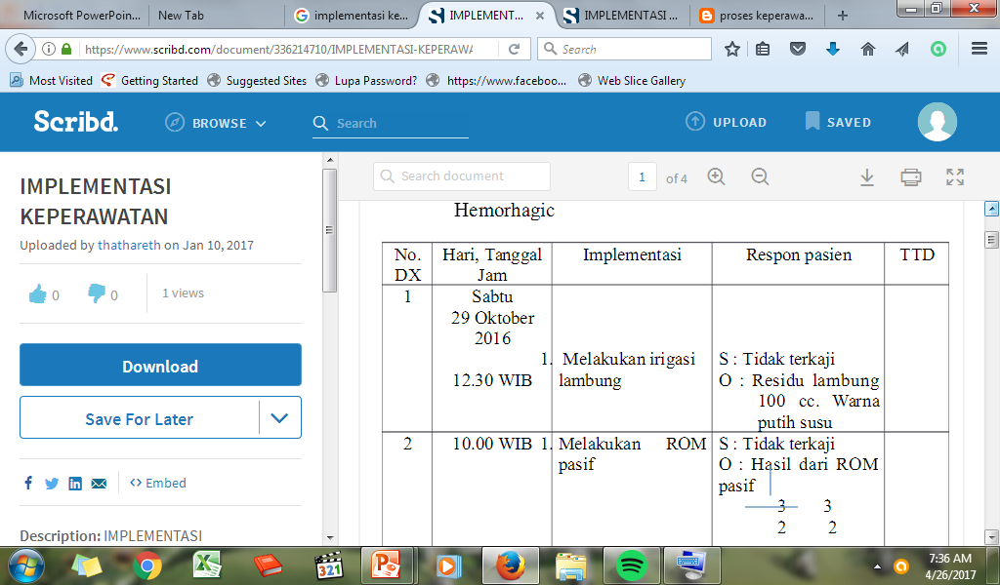 Microsoft PowerPoin...
New Tab
implementasi ke...
IMPLEMENT...
IMPLEMENTASI ...
proses keperawa...
https://www.scribd.com/document/336214710/IMPLEMENTASI-KEPERAWA
Search
Most Visited
Getting Started
Suggested Sites
Lupa Password?
https://www.faceboo...
Web Slice Gallery
Scribd.
BROWSE
Search
UPLOAD
SAVED
IMPLEMENTASI
KEPERAWATAN
Uploaded by thathareth on Jan 10, 2017
0
0
1 views
Download
Save For Later
Embed
Description: IMPLEMENTASI
Search document
1 of 4
Hemorhagic
No. DX
Hari, Tanggal Jam
Implementasi
Respon pasien
TTD
1
Sabtu
29 Oktober
2016
12.30 WIB
1. Melakukan irigasi
lambung
S : Tidak terkaji
O : Residu lambung
100 cc. Warna
putih susu
2
10.00 WIB
1. Melakukan ROM
pasif
S : Tidak terkaji
O : Hasil dari ROM
pasif
3 3
2 2
321
7:36 AM
4/26/2017